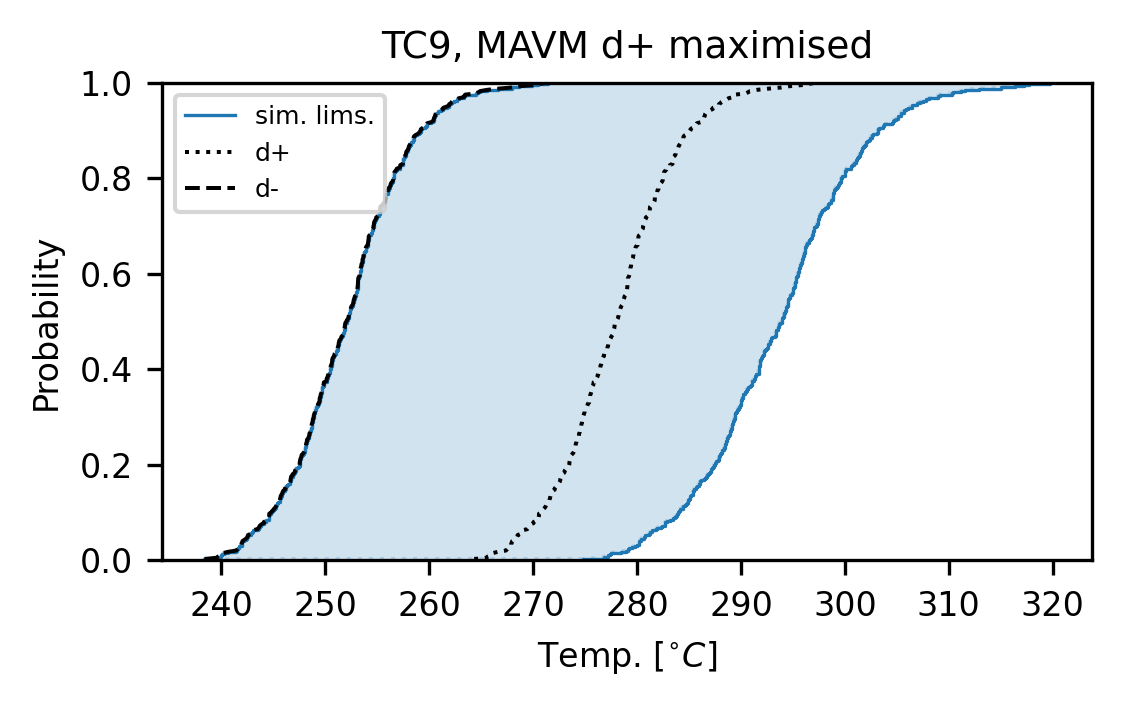 TC9, MAVM d+ maximised
1.0
0.8
0.6
0.4
0.2
0.0
Probability
sim. lims.
d+
d-
240 250 260 270 280 290 300 310 320
Temp. [°C]